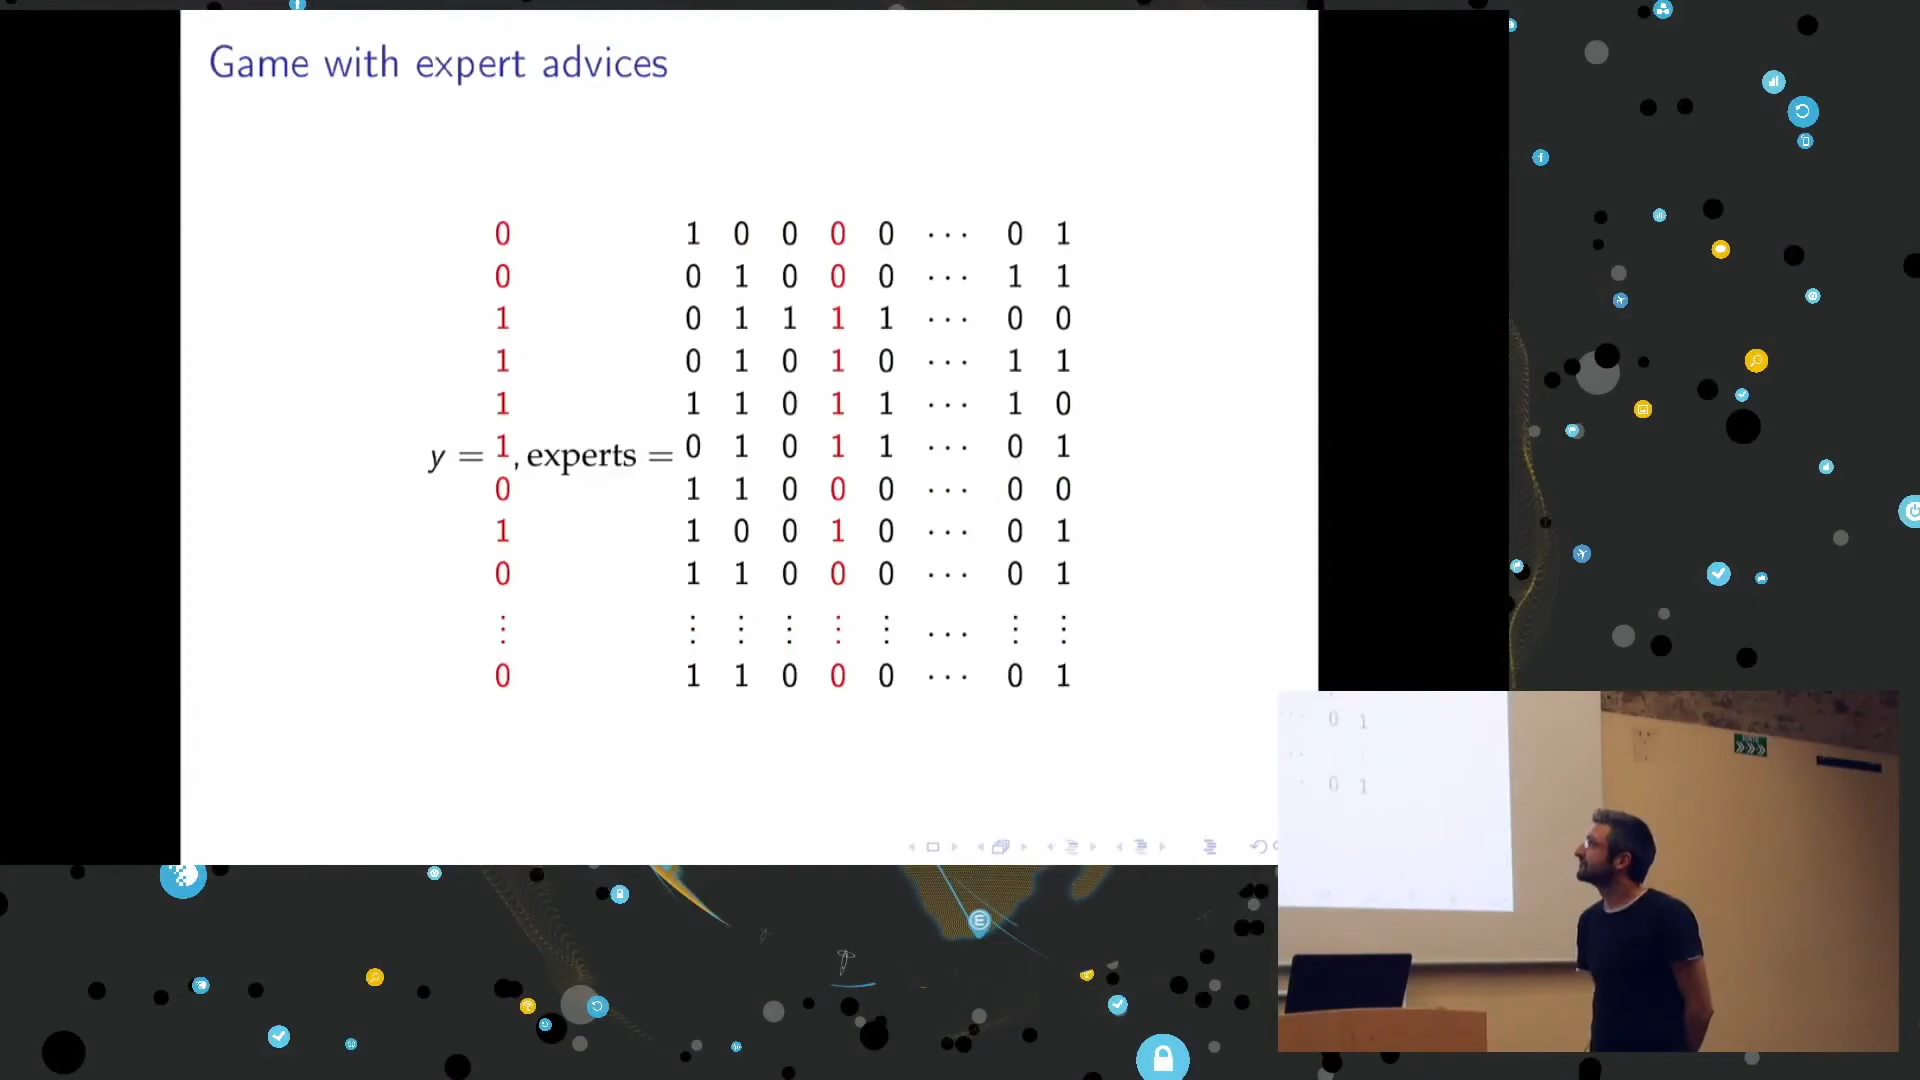 Game with expert advices
0 1 0 0 0 0 ··· 0 1
0 0 1 0 0 0 ··· 1 1
1 0 1 1 1 1 ··· 0 0
1 0 1 0 1 0 ··· 1 1
1 1 1 0 1 1 ··· 1 0
y = 1 , experts = 0 1 0 1 1 ··· 0 1
0 1 1 0 0 0 ··· 0 0
1 1 0 0 1 0 ··· 0 1
0 1 1 0 0 0 ··· 0 1
⋮ ⋮ ⋮ ⋮ ⋮ ⋮ ··· ⋮ ⋮
0 1 1 0 0 0 ··· 0 1
··· 0 1
··· 0 1